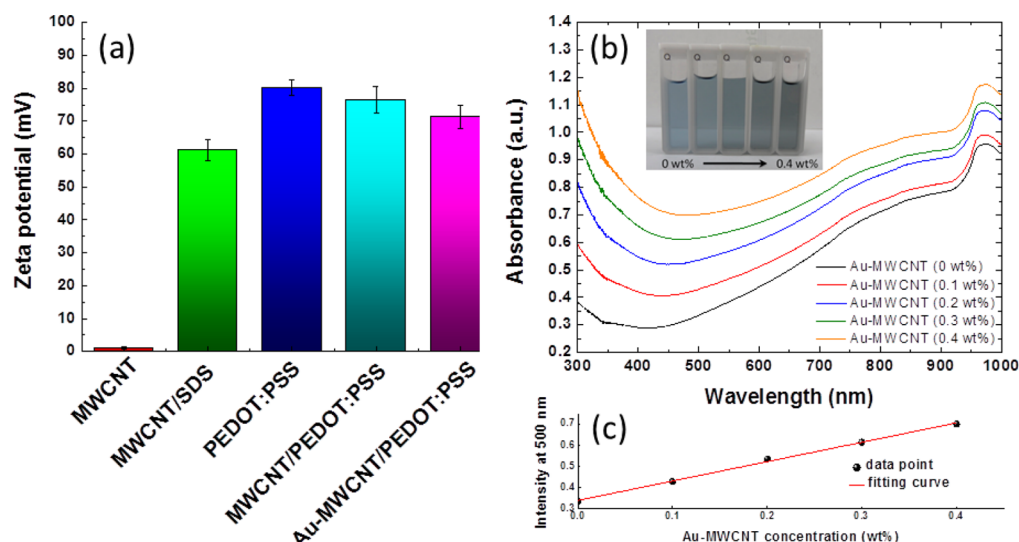 (a)
Zeta potential (mV)
100
90
80
70
60
50
40
30
20
10
0
MWCNT
MWCNT/SDS
PEDOT:PSS
MWCNT/PEDOT:PSS
Au-MWCNT/PEDOT:PSS
(b)
Absorbance (a.u.)
1.4
1.3
1.2
1.1
1.0
0.9
0.8
0.7
0.6
0.5
0.4
0.3
0.2
Q Q Q Q Q
0 wt% 0.4 wt%
Au-MWCNT (0 wt%)
Au-MWCNT (0.1 wt%)
Au-MWCNT (0.2 wt%)
Au-MWCNT (0.3 wt%)
Au-MWCNT (0.4 wt%)
300 400 500 600 700 800 900 1000
Wavelength (nm)
(c)
Intensity at 500 nm
0.7
0.6
0.5
0.4
0.3
data point
fitting curve
0.0 0.1 0.2 0.3 0.4
Au-MWCNT concentration (wt%)